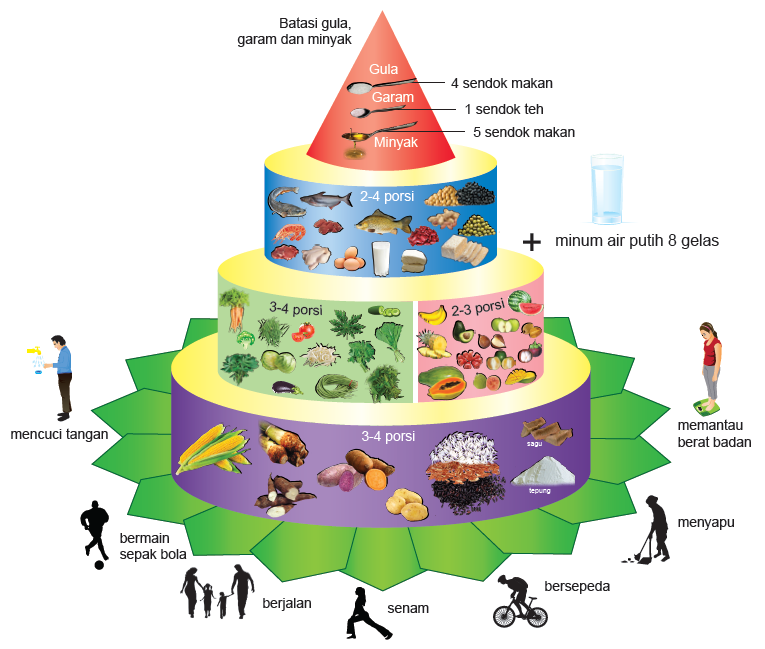 Batasi gula,
garam dan minyak
Gula
4 sendok makan
Garam
1 sendok teh
5 sendok makan
Minyak
2-4 porsi
+ minum air putih 8 gelas
3-4 porsi
2-3 porsi
mencuci tangan
memantau
berat badan
3-4 porsi
sagu
tepung
bermain
sepak bola
menyapu
berjalan
senam
bersepeda